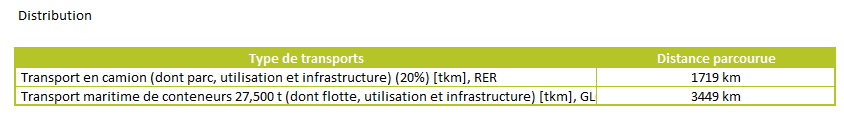 Distribution
Type de transports Distance parcourue
Transport en camion (dont parc, utilisation et infrastructure) (20%) [tkm], RER 1719 km
Transport maritime de conteneurs 27,500 t (dont flotte, utilisation et infrastructure) [tkm], GL 3449 km